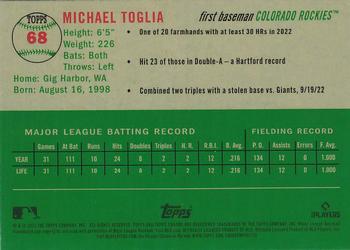 TOPPS
68
MICHAEL TOGLIA
first baseman COLORADO ROCKIES™
Height: 6'5"
Weight: 226
Bats: Both
Throws: Left
Home: Gig Harbor, WA
Born: August 16, 1998
• One of 20 farmhands with at least 30 HRs in 2022
• Hit 23 of those in Double-A – a Hartford record
• Combined two triples with a stolen base vs. Giants, 9/19/22
MAJOR LEAGUE BATTING RECORD
FIELDING RECORD
Games At Bat Runs Hits Doubles Triples H. R. R.B.I. B. Avg. P. O. Assists Errors F. Avg.
YEAR 31 111 10 24 8 2 2 12 .216 134 12 0 1.000
LIFE 31 111 10 24 8 2 2 12 .216 134 12 0 1.000
Topps
PLAYERS